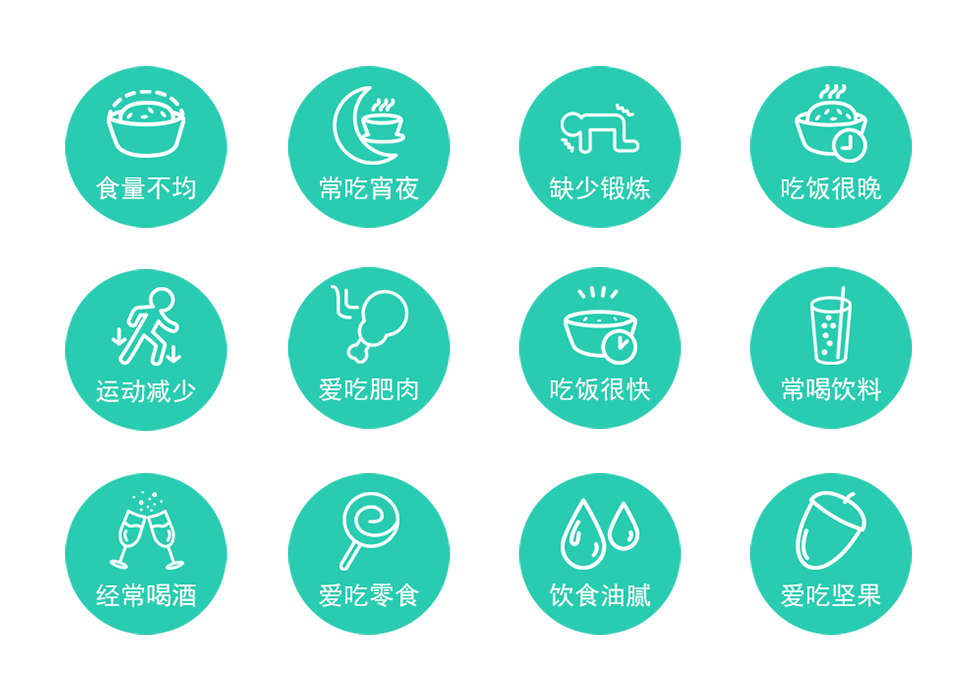 食量不均
常吃宵夜
缺少锻炼
吃饭很晚
运动减少
爱吃肥肉
吃饭很快
常喝饮料
经常喝酒
爱吃零食
饮食油腻
爱吃坚果